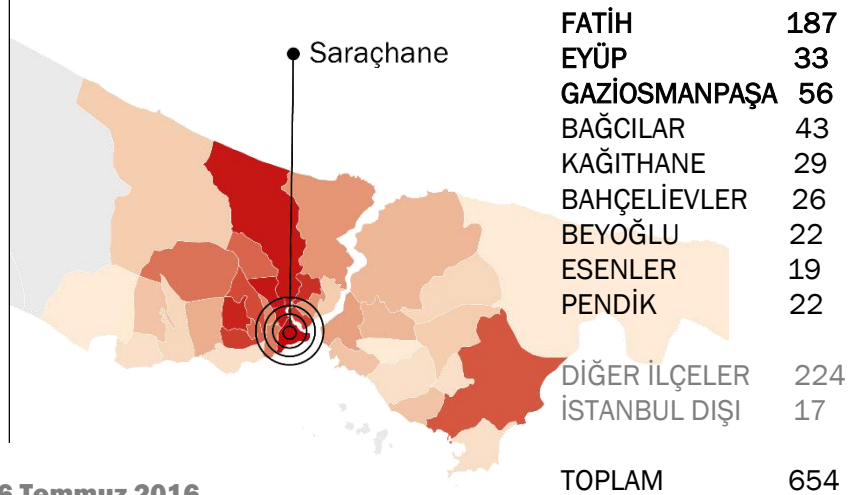 Saraçhane
FATİH 187
EYÜP 33
GAZİOSMANPAŞA 56
BAĞCILAR 43
KAĞITHANE 29
BAHÇELİEVLER 26
BEYOĞLU 22
ESENLER 19
PENDİK 22
DİĞER İLÇELER 224
İSTANBUL DIŞI 17
TOPLAM 654
6 Temmuz 2016